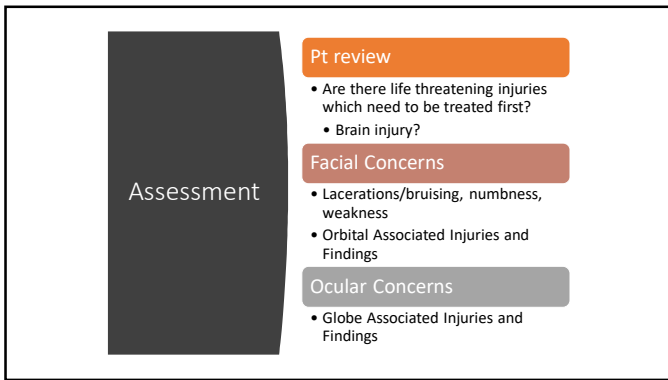 Assessment
Pt review
• Are there life threatening injuries
which need to be treated first?
• Brain injury?
Facial Concerns
• Lacerations/bruising, numbness,
weakness
• Orbital Associated Injuries and
Findings
Ocular Concerns
• Globe Associated Injuries and
Findings